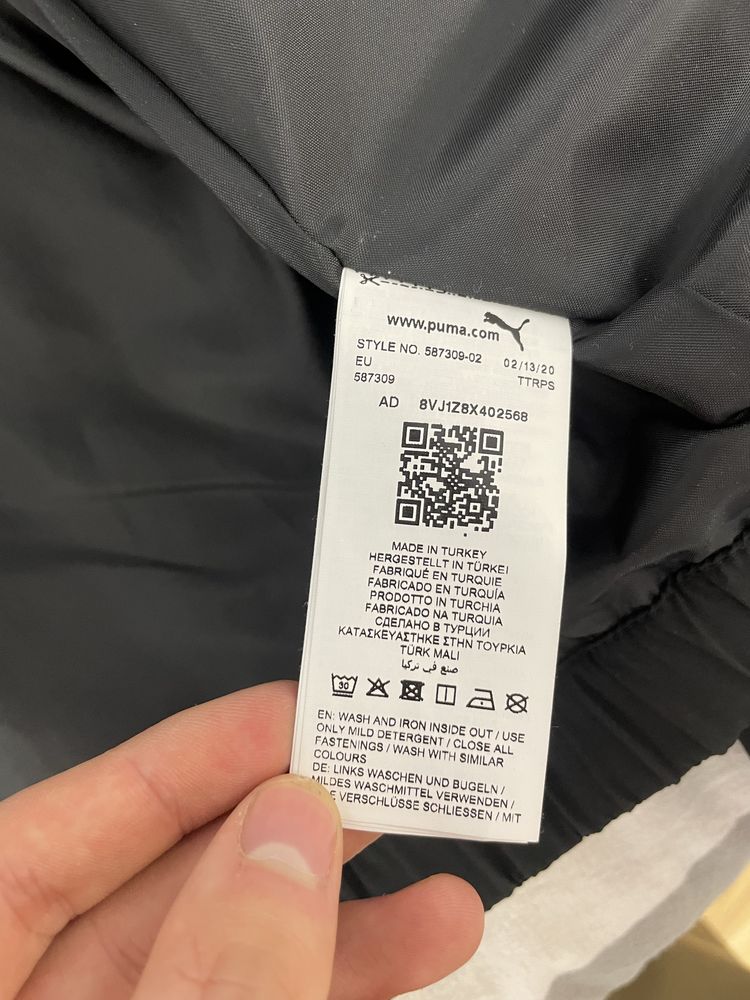 www.puma.com
STYLE NO. 587309-02 02/13/20
EU TTRPS
587309
AD 8VJ1Z8X402568
MADE IN TURKEY
HERGESTELLT IN TÜRKEI
FABRIQUÉ EN TURQUIE
FABRICADO EN TURQUÍA
PRODOTTO IN TURCHIA
FABRICADO NA TURQUIA
СДЕЛАНО В ТУРЦИИ
ΚΑΤΑΣΚΕΥΑΣΤΗΚΕ ΣΤΗΝ ΤΟΥΡΚΙΑ
TÜRK MALI
صنع في تركيا
30
EN: WASH AND IRON INSIDE OUT / USE
ONLY MILD DETERGENT / CLOSE ALL
FASTENINGS / WASH WITH SIMILAR
COLOURS
DE: LINKS WASCHEN UND BUGELN /
MILDES WASCHMITTEL VERWENDEN /
VERSCHLÜSSE SCHLIESSEN / MIT